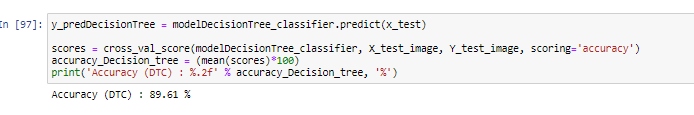 In [97]: y_predDecisionTree = modelDecisionTree_classifier.predict(x_test)
scores = cross_val_score(modelDecisionTree_classifier, X_test_image, Y_test_image, scoring='accuracy')
accuracy_Decision_tree = (mean(scores)*100)
print('Accuracy (DTC) : %.2f' % accuracy_Decision_tree, '%')
Accuracy (DTC) : 89.61 %